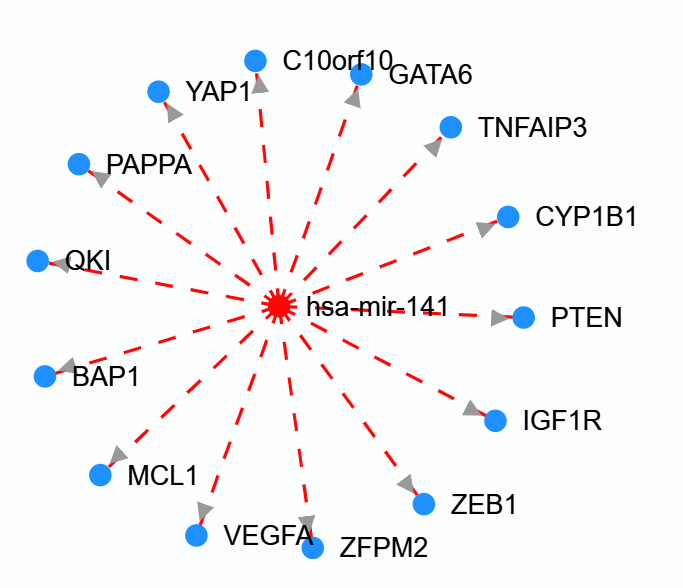 C10orf10
GATA6
YAP1
TNFAIP3
PAPPA
CYP1B1
QKI
hsa-mir-141
PTEN
BAP1
IGF1R
MCL1
ZEB1
VEGFA
ZFPM2